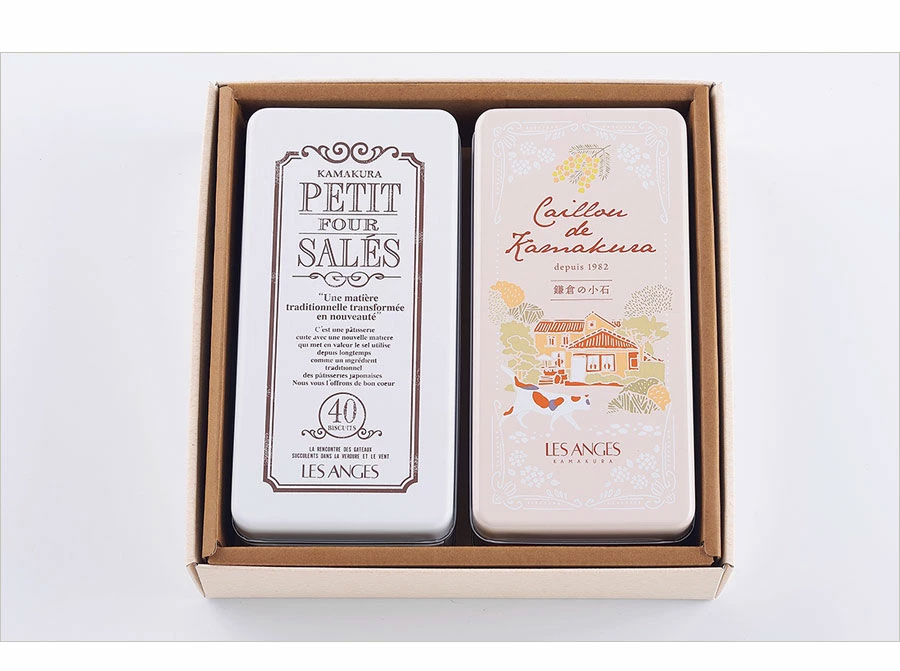 KAMAKURA
PETIT
FOUR
SALÉS
"Une matière
traditionnelle transformée
en nouveauté"
C'est une pâtisserie
cuite avec une nouvelle matière
qui met en valeur le sel utilise
depuis longtemps
comme un ingrédient
traditionnel
des pâtisseries japonaises
Nous vous l'offrons de bon coeur
40
BISCUITS
LA RENCONTRE DES GATEAUX
SUCCULENTS DANS LA VERDURE ET LE VENT
LES ANGES
Caillou
de
Kamakura
depuis 1982
鎌倉の小石
LES ANGES
KAMAKURA